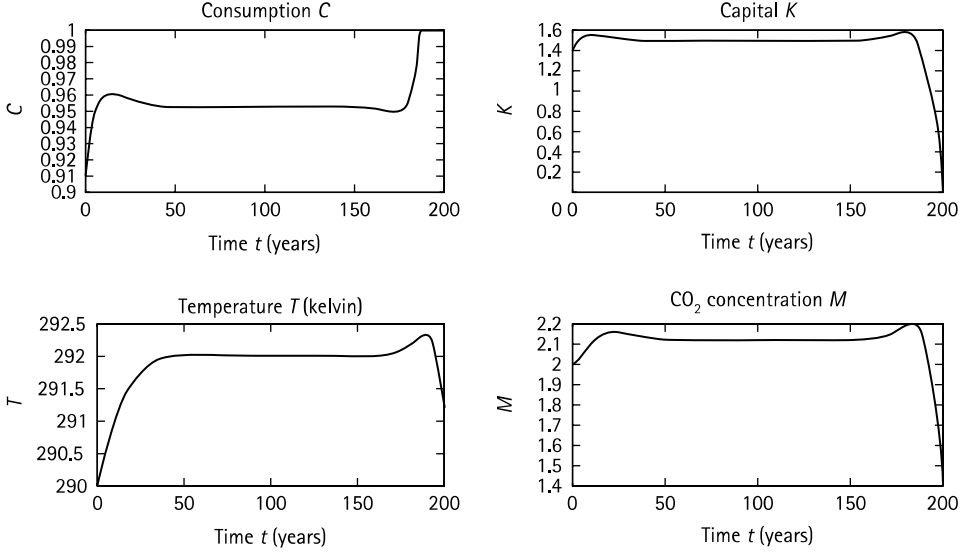 Consumption C
1
0.99
0.98
0.97
0.96
0.95
0.94
0.93
0.92
0.91
0.9
C
0 50 100 150 200
Time t (years)
Capital K
1.6
1.4
1.2
1
0.8
0.6
0.4
0.2
0
K
0 50 100 150 200
Time t (years)
Temperature T (kelvin)
292.5
292
291.5
291
290.5
290
T
0 50 100 150 200
Time t (years)
CO₂ concentration M
2.2
2.1
2
1.9
1.8
1.7
1.6
1.5
1.4
M
0 50 100 150 200
Time t (years)